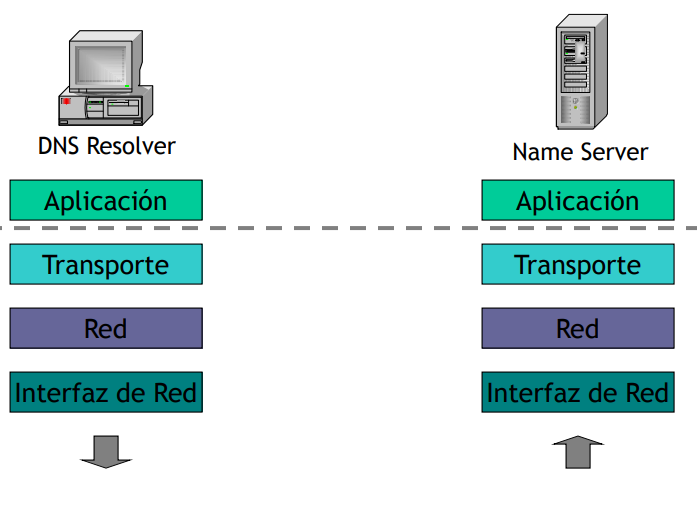 DNS Resolver
Name Server
Aplicación
Aplicación
Transporte
Transporte
Red
Red
Interfaz de Red
Interfaz de Red